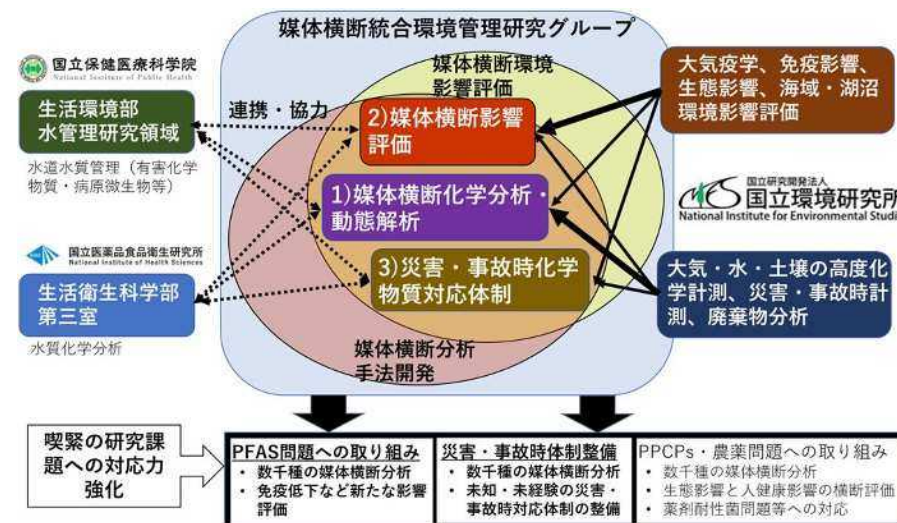 媒体横断統合環境管理研究グループ
国立保健医療科学院
National Institute of Public Health
生活環境部
水管理研究領域
水道水質管理（有害化学
物質・病原微生物等）
国立医薬品食品衛生研究所
National Institute of Health Sciences
生活衛生科学部
第三室
水質化学分析
連携・協力
媒体横断環境
影響評価
2)媒体横断影響
評価
1)媒体横断化学分析・
動態解析
3)災害・事故時化学
物質対応体制
媒体横断分析
手法開発
大気疫学、免疫影響、
生態影響、海域・湖沼
環境影響評価
国立研究開発法人
国立環境研究所
National Institute for Environmental Studi
大気・水・土壌の高度化
学計測、災害・事故時計
測、廃棄物分析
喫緊の研究課
題への対応力
強化
PFAS問題への取り組み
• 数千種の媒体横断分析
• 免疫低下など新たな影響
評価
災害・事故時体制整備
• 数千種の媒体横断分析
• 未知・未経験の災害・
事故時対応体制の整備
PPCPs・農薬問題への取り組み
• 数千種の媒体横断分析
• 生態影響と人健康影響の横断評価
• 薬剤耐性菌問題等への対応